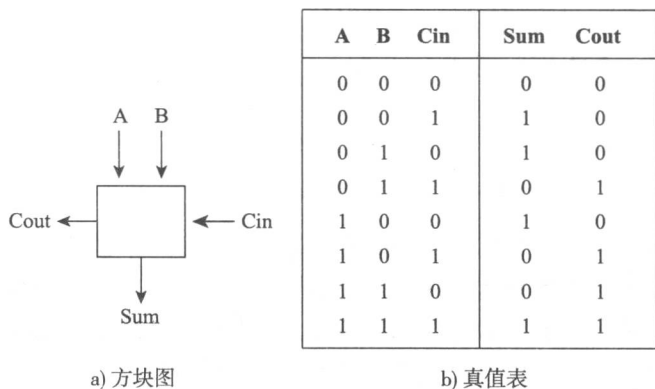 A B
Cout Cin
Sum
a) 方块图
A B Cin Sum Cout
0 0 0 0 0
0 0 1 1 0
0 1 0 1 0
0 1 1 0 1
1 0 0 1 0
1 0 1 0 1
1 1 0 0 1
1 1 1 1 1
b) 真值表